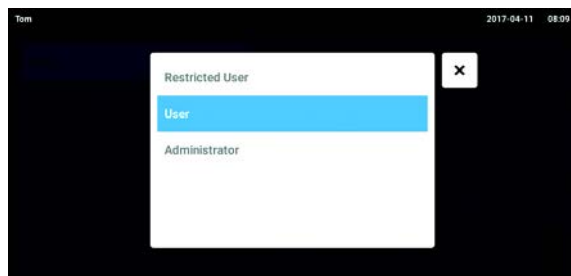 Tom 2017-04-11 08:09
Restricted User
User
Administrator